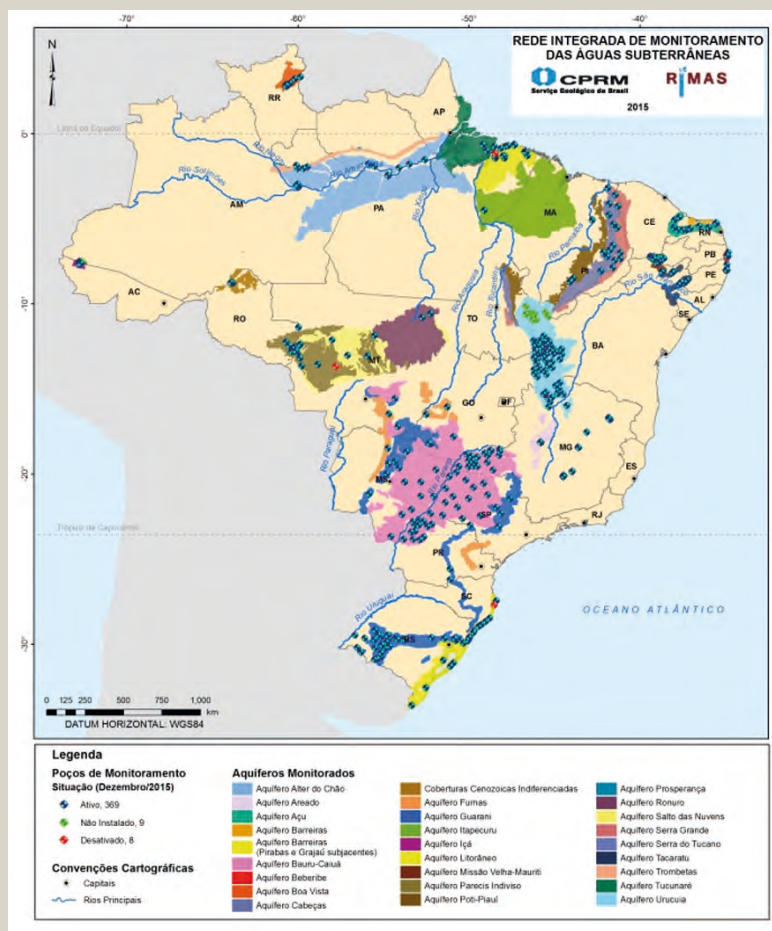 -70°
-60°
-50°
-40°
N
REDE INTEGRADA DE MONITORAMENTO
DAS ÁGUAS SUBTERRÂNEAS
CPRM
Serviço Geológico do Brasil
RIMAS
2015
RR
AP
0°
Linha do Equador
Rio Negro
Rio Solimões
Rio Amazonas
Rio Xingu
AM
PA
MA
CE
RN
PB
PE
AL
SE
PI
Rio Parnaíba
Rio São
Rio Araguaia
Rio Tocantins
AC
-10°
RO
TO
BA
MT
GO
DF
MG
ES
Rio Paraguai
-20°
MS
Rio Paraná
SP
RJ
Trópico de Capricórnio
PR
SC
Rio Uruguai
OCEANO ATLÂNTICO
-30°
RS
0 125 250 500 750 1,000
km
DATUM HORIZONTAL: WGS84
Legenda
Poços de Monitoramento
Situação (Dezembro/2015)
Ativo, 369
Não Instalado, 9
Desativado, 8
Convenções Cartográficas
Capitais
Rios Principais
Aquíferos Monitorados
Aquífero Alter do Chão
Aquífero Areado
Aquífero Açu
Aquífero Barreiras
Aquífero Barreiras
(Pirabas e Grajaú subjacentes)
Aquífero Bauru-Caiuá
Aquífero Beberibe
Aquífero Boa Vista
Aquífero Cabeças
Coberturas Cenozoicas Indiferenciadas
Aquífero Furnas
Aquífero Guarani
Aquífero Itapecuru
Aquífero Içá
Aquífero Litorâneo
Aquífero Missão Velha-Mauriti
Aquífero Parecis Indiviso
Aquífero Poti-Piauí
Aquífero Prosperança
Aquífero Ronuro
Aquífero Salto das Nuvens
Aquífero Serra Grande
Aquífero Serra do Tucano
Aquífero Tacaratu
Aquífero Trombetas
Aquífero Tucunaré
Aquífero Urucuia